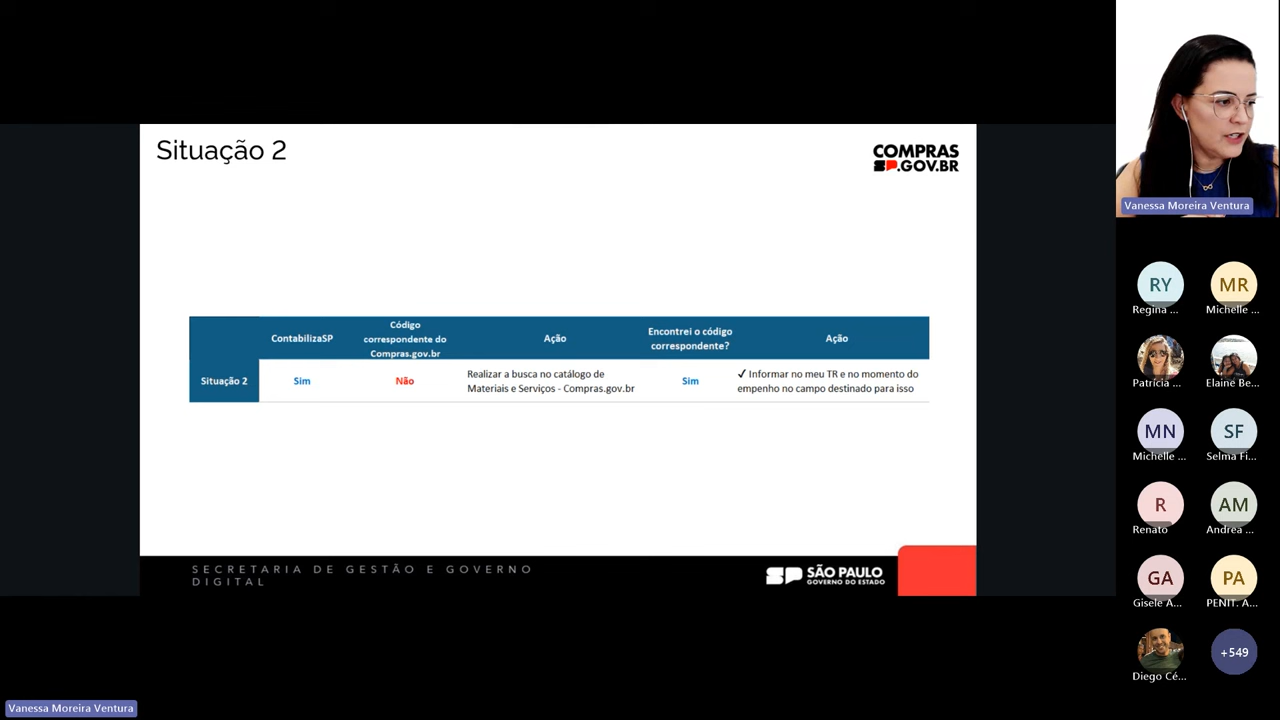 Situação 2
COMPRAS
SP.GOV.BR
ContabilizaSP
Código
correspondente do
Compras.gov.br
Ação
Encontrei o código
correspondente?
Ação
Situação 2
Sim
Não
Realizar a busca no catálogo de
Materiais e Serviços - Compras.gov.br
Sim
✓ Informar no meu TR e no momento do
empenho no campo destinado para isso
SECRETARIA DE GESTÃO E GOVERNO
DIGITAL
SP SÃO PAULO
GOVERNO DO ESTADO
Vanessa Moreira Ventura
RY
MR
Regina ...
Michelle ...
Patrícia ...
Elaine Be...
MN
SF
Michelle ...
Selma Fi...
R
AM
Renato
Andrea ...
GA
PA
Gisele A...
PENIT. A...
Diego Cé...
+549
Vanessa Moreira Ventura